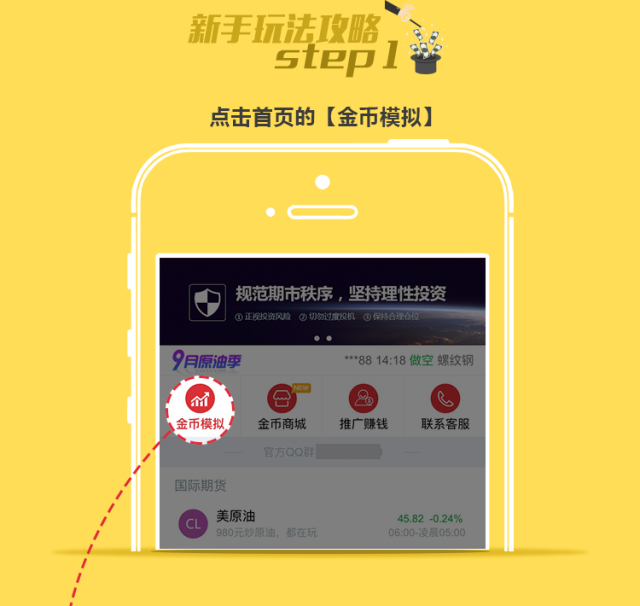 新手玩法攻略
step 1
点击首页的【金币模拟】
规范期市秩序，坚持理性投资
① 正视投资风险 ② 切勿过度投机 ③ 保持合理仓位
9月原油季
***88 14:18 做空 螺纹钢
NEW
金币模拟 金币商城 推广赚钱 联系客服
官方QQ群
国际期货
CL
美原油
45.82 -0.24%
980元炒原油，都在玩
06:00-凌晨05:00